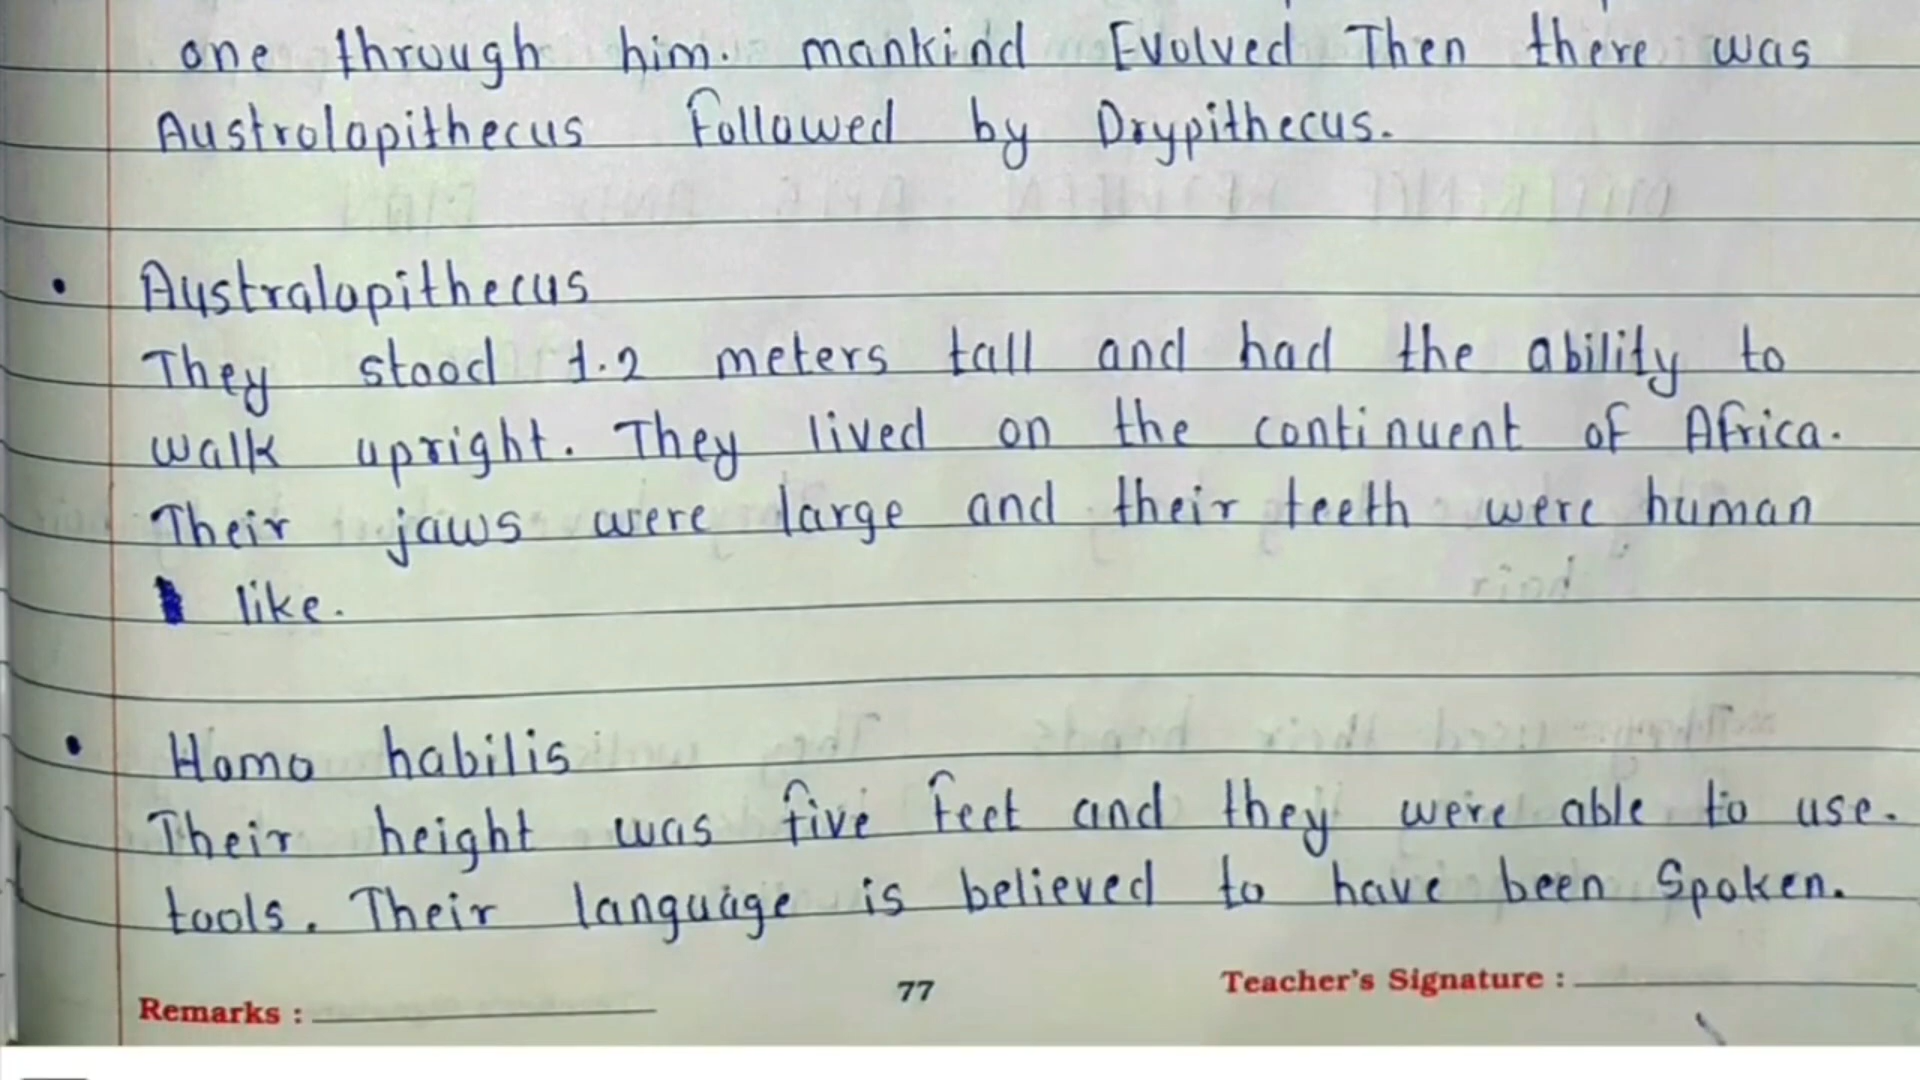 one through him. mankind Evolved Then there was
Austrolopithecus followed by Drypithecus.
• Australopithecus
They stood 1.2 meters tall and had the ability to
walk upright. They lived on the continuent of Africa.
Their jaws were large and their teeth were human
like.
• Homo habilis
Their height was five feet and they were able to use.
tools. Their language is believed to have been spoken.
77
Teacher's Signature :
Remarks :